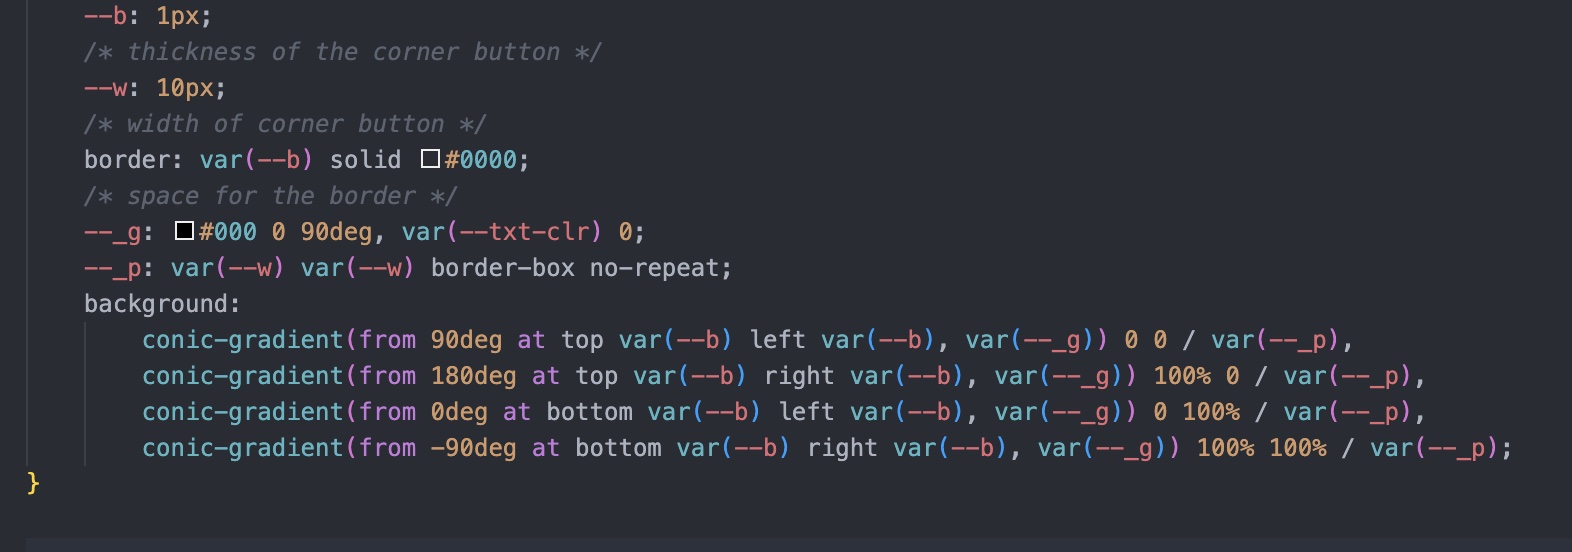 --b: 1px;
/* thickness of the corner button */
--w: 10px;
/* width of corner button */
border: var(--b) solid #0000;
/* space for the border */
--_g: #000 0 90deg, var(--txt-clr) 0;
--_p: var(--w) var(--w) border-box no-repeat;
background:
conic-gradient(from 90deg at top var(--b) left var(--b), var(--_g)) 0 0 / var(--_p),
conic-gradient(from 180deg at top var(--b) right var(--b), var(--_g)) 100% 0 / var(--_p),
conic-gradient(from 0deg at bottom var(--b) left var(--b), var(--_g)) 0 100% / var(--_p),
conic-gradient(from -90deg at bottom var(--b) right var(--b), var(--_g)) 100% 100% / var(--_p);
}